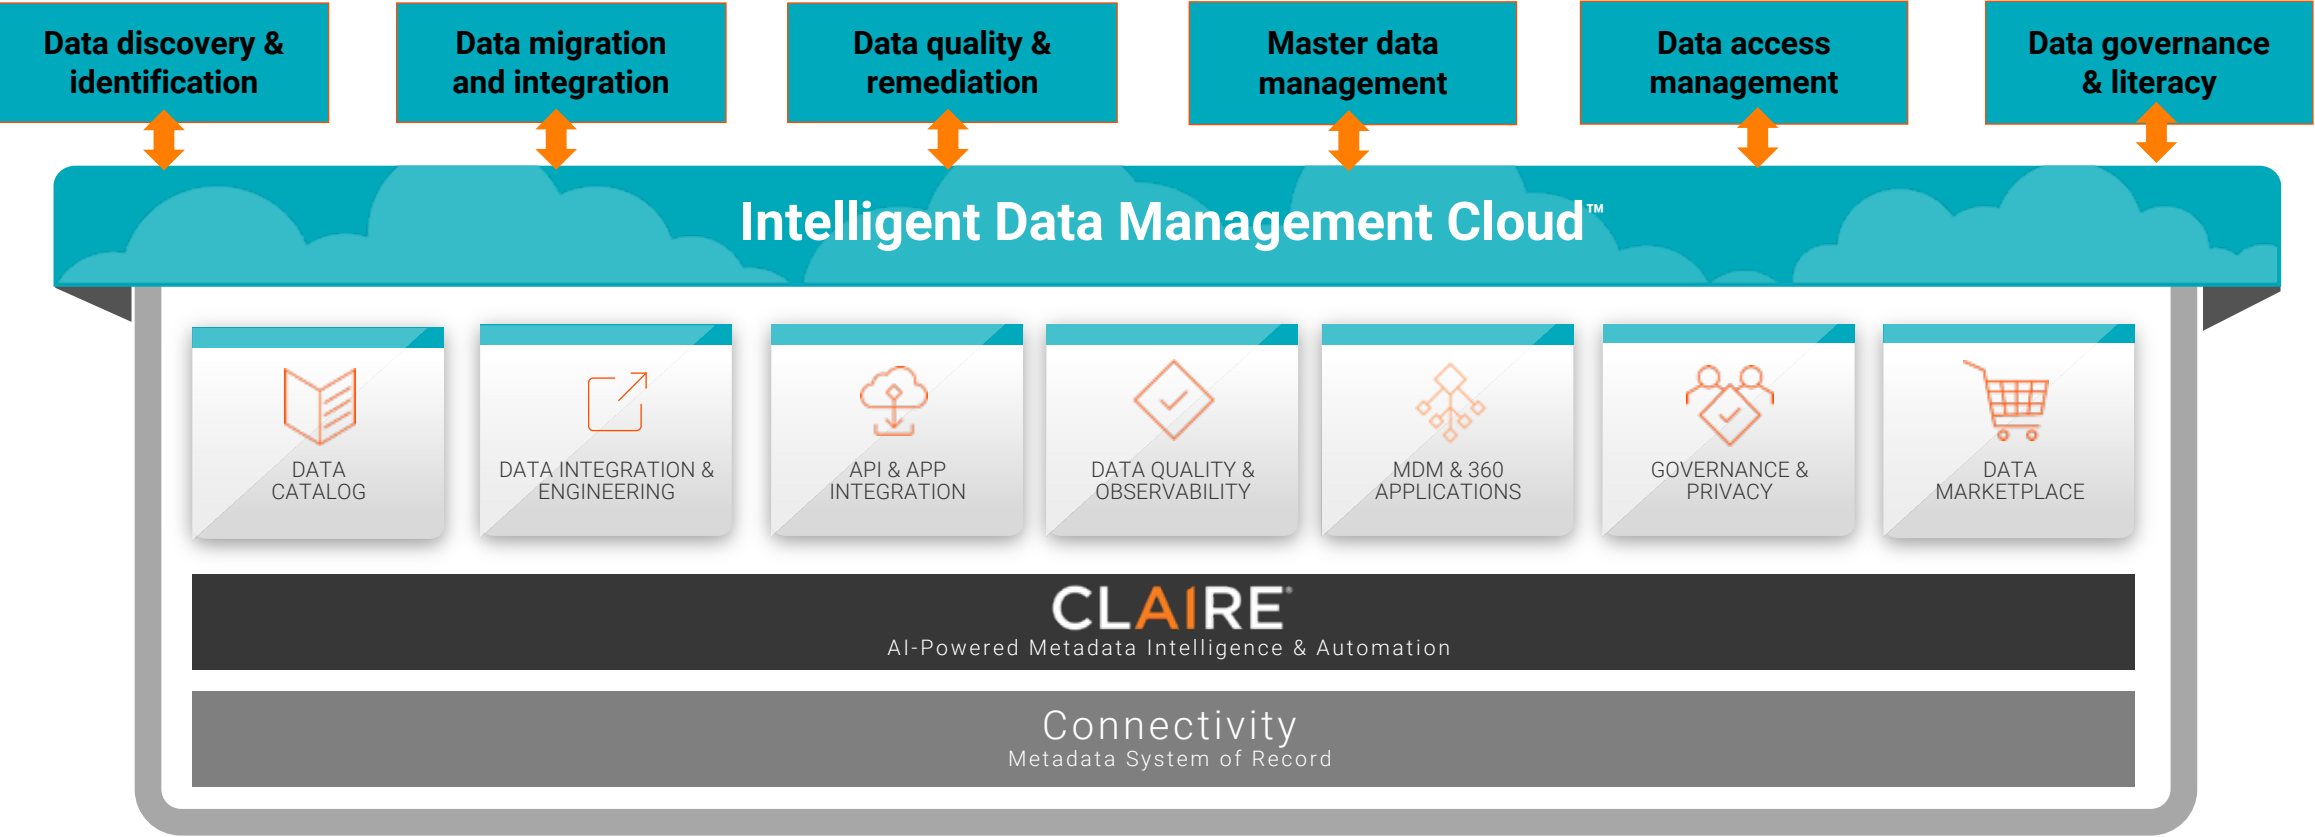 Data discovery &
identification
Data migration
and integration
Data quality &
remediation
Master data
management
Data access
management
Data governance
& literacy
Intelligent Data Management Cloud™
DATA
CATALOG
DATA INTEGRATION &
ENGINEERING
API & APP
INTEGRATION
DATA QUALITY &
OBSERVABILITY
MDM & 360
APPLICATIONS
GOVERNANCE &
PRIVACY
DATA
MARKETPLACE
CLAIRE®
AI-Powered Metadata Intelligence & Automation
Connectivity
Metadata System of Record